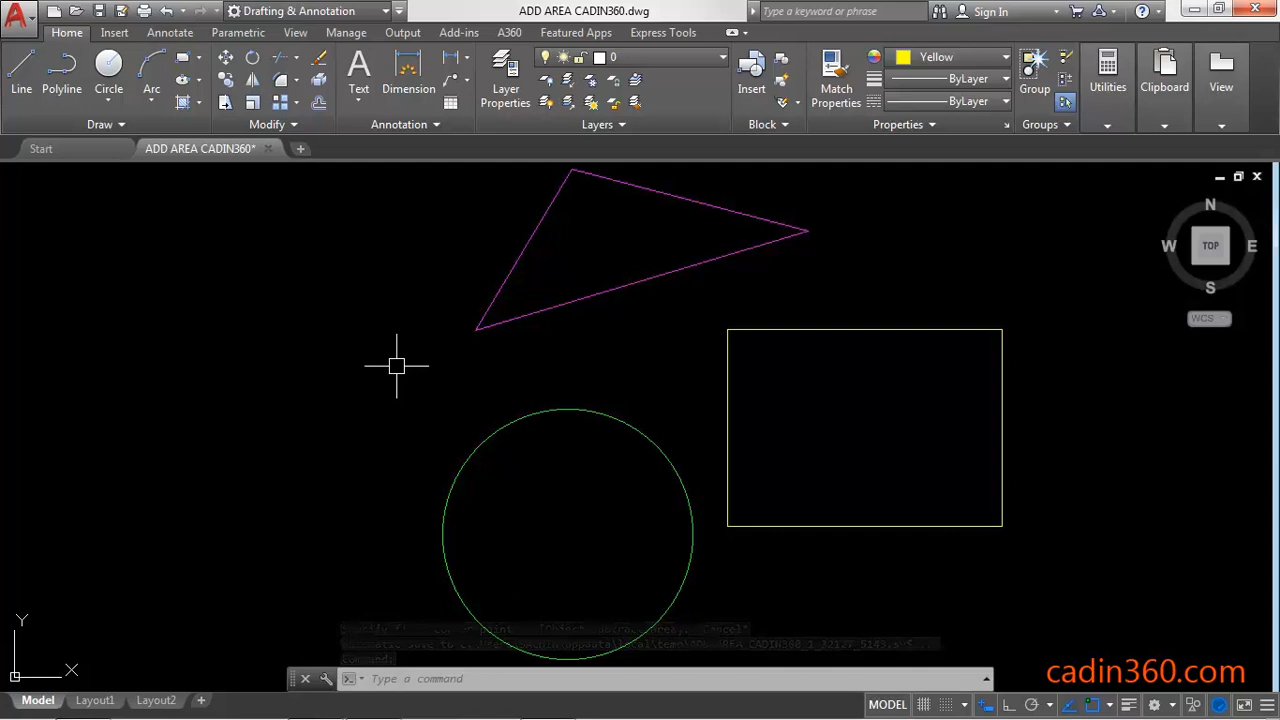 Drafting & Annotation
ADD AREA CADIN360.dwg
Type a keyword or phrase
Sign In
Home Insert Annotate Parametric View Manage Output Add-ins A360 Featured Apps Express Tools
0
Yellow
ByLayer
ByLayer
Line Polyline Circle Arc
Text Dimension
Layer Properties
Insert
Match Properties
Group
Utilities
Clipboard
View
Draw Modify Annotation Layers Block Properties Groups
Start
ADD AREA CADIN360*
N
W TOP E
S
WCS
Y
X
Type a command
cadin360.com
Model Layout1 Layout2
MODEL